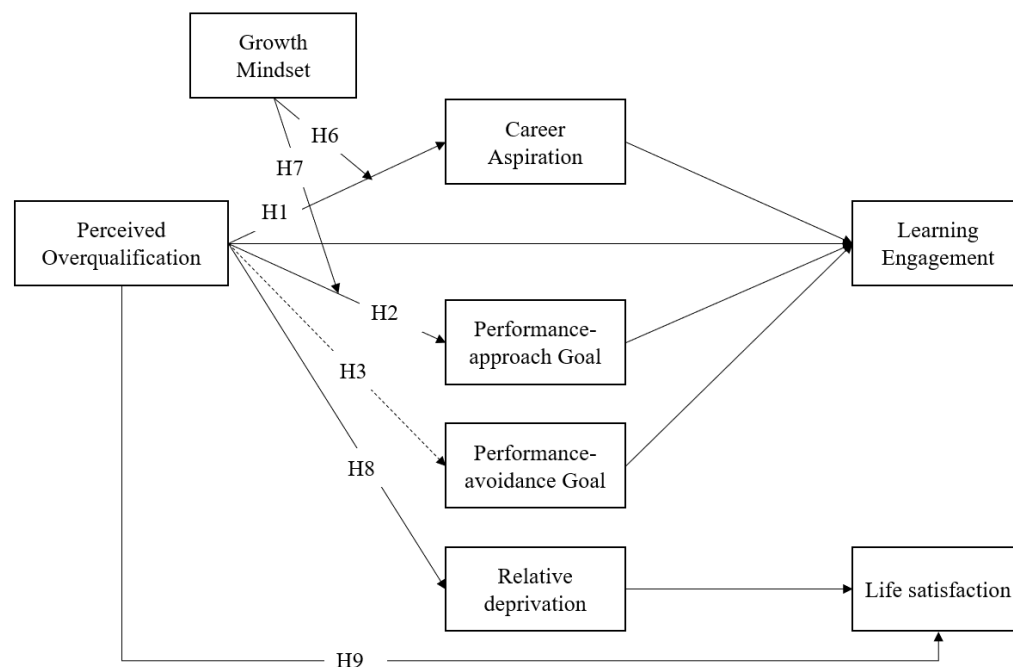 Growth
Mindset
H6
H7
Career
Aspiration
H1
Perceived
Overqualification
Learning
Engagement
H2
Performance-
approach Goal
H3
Performance-
avoidance Goal
H8
Relative
deprivation
Life satisfaction
H9